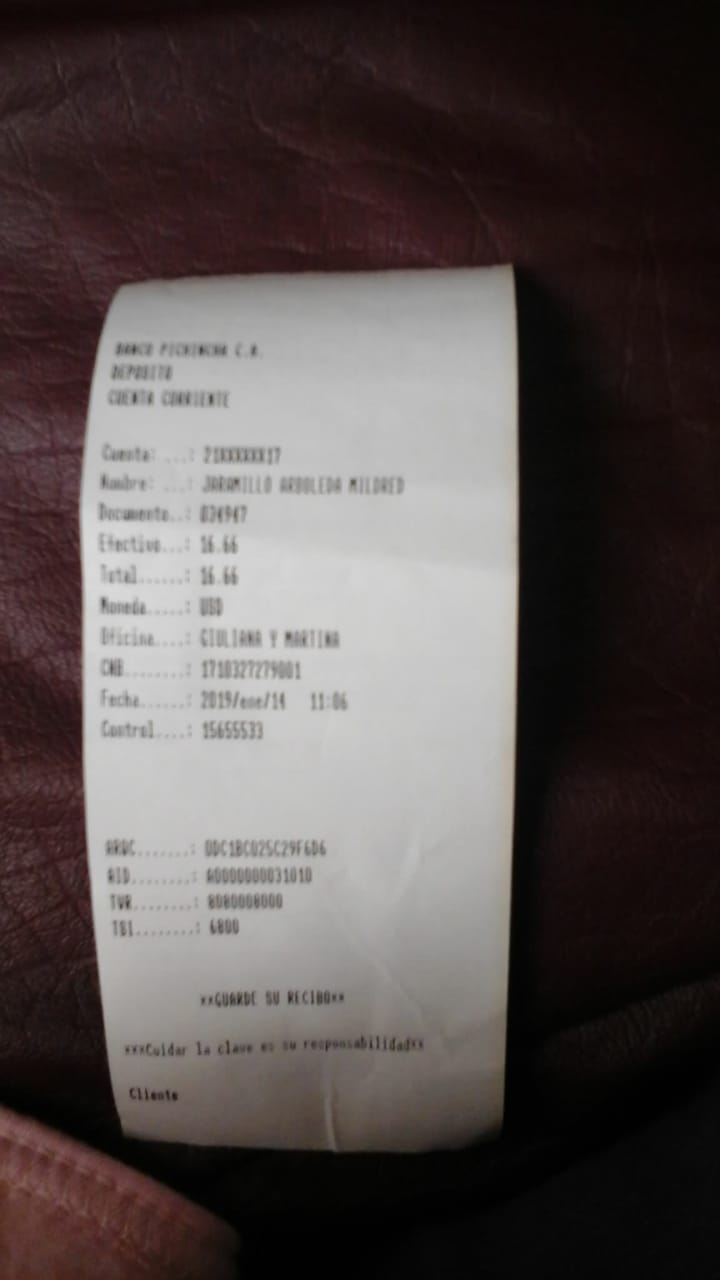 BANCO PICHINCHA C.A.
DEPOSITO
CUENTA CORRIENTE
Cuenta: ...: 21XXXXXX17
Nombre: ...: JARAMILLO ARBOLEDA MILDRED
Documento..: 034947
Efectivo...: 16.66
Total......: 16.66
Moneda.....: USD
Oficina....: GIULIANA Y MARTINA
CNB........: 1710327279001
Fecha......: 2019/ene/14 11:06
Control....: 15655533
ARQC.......:
AID........: A0000000031010
TVR........: 8080008000
TSI........: 6800
**GUARDE SU RECIBO**
***Cuidar la clave es su responsabilidad**
Cliente